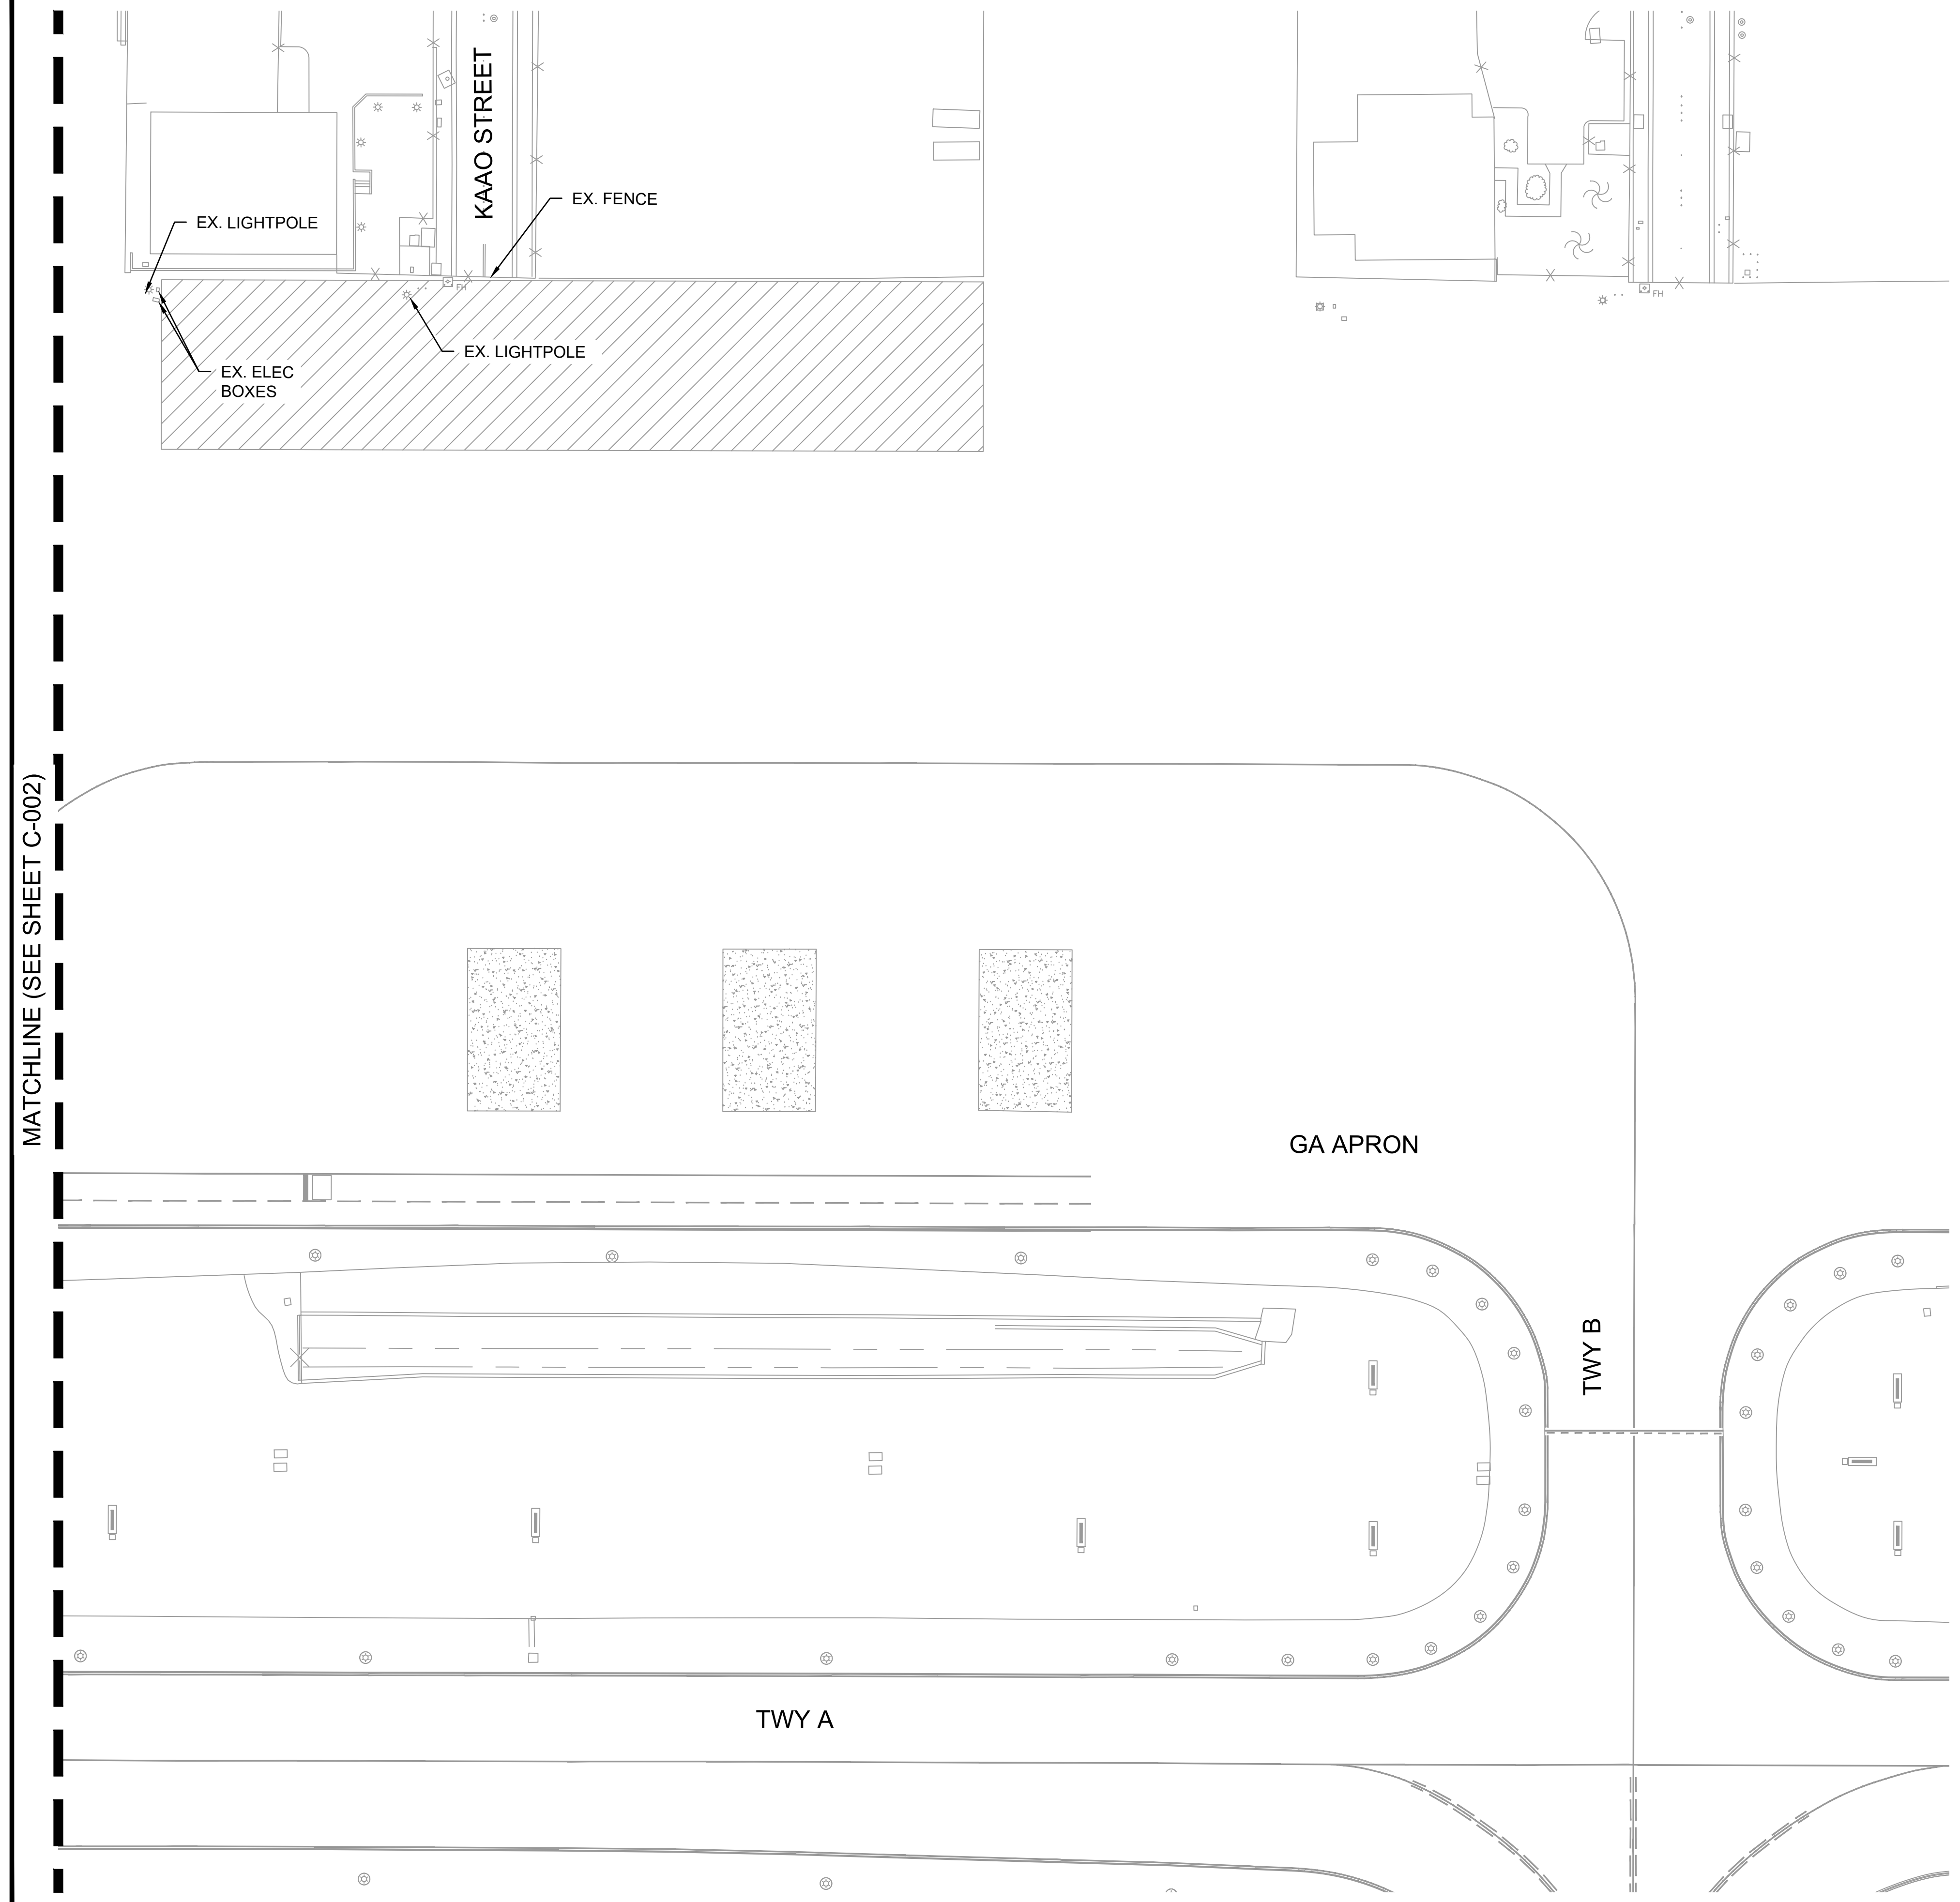 KAAO STREET
EX. FENCE
EX. LIGHTPOLE
FH
FH
EX. LIGHTPOLE
EX. ELEC
BOXES
MATCHLINE (SEE SHEET C-002)
GA APRON
TWY B
TWY A